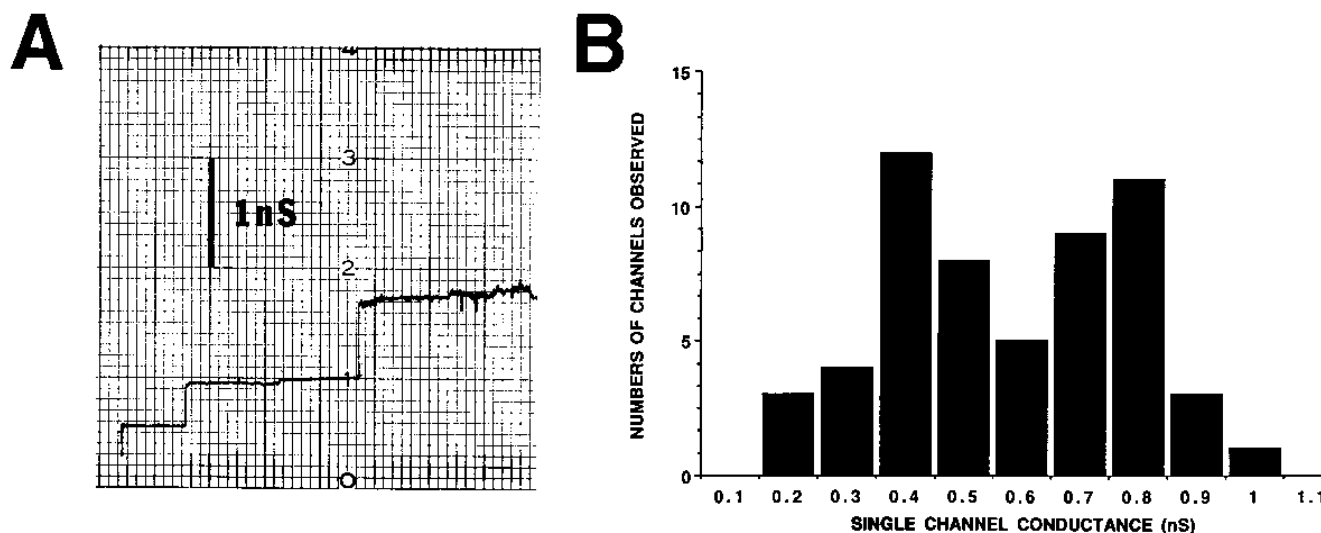 A
4
3
1nS
2
1
0
B
NUMBERS OF CHANNELS OBSERVED
15
10
5
0
0.1 0.2 0.3 0.4 0.5 0.6 0.7 0.8 0.9 1 1.1
SINGLE CHANNEL CONDUCTANCE (nS)